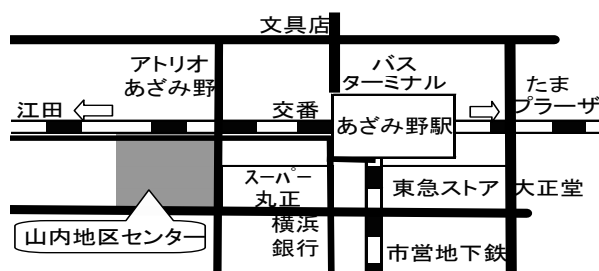 文具店
アトリオ
あざみ野
バス
ターミナル
たま
プラーザ
江田
交番
あざみ野駅
スーパー
丸正
東急ストア
大正堂
横浜
銀行
山内地区センター
市営地下鉄